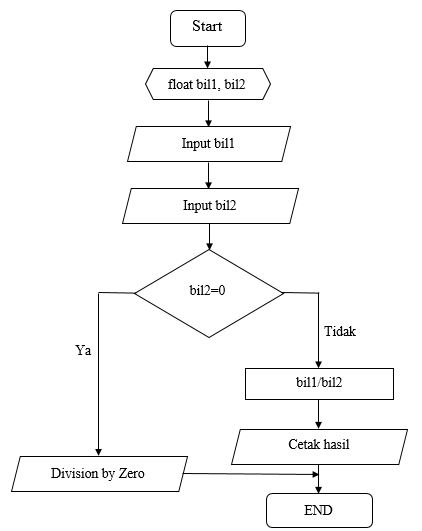 Start
float bil1, bil2
Input bil1
Input bil2
bil2=0
Tidak
Ya
bil1/bil2
Cetak hasil
Division by Zero
END